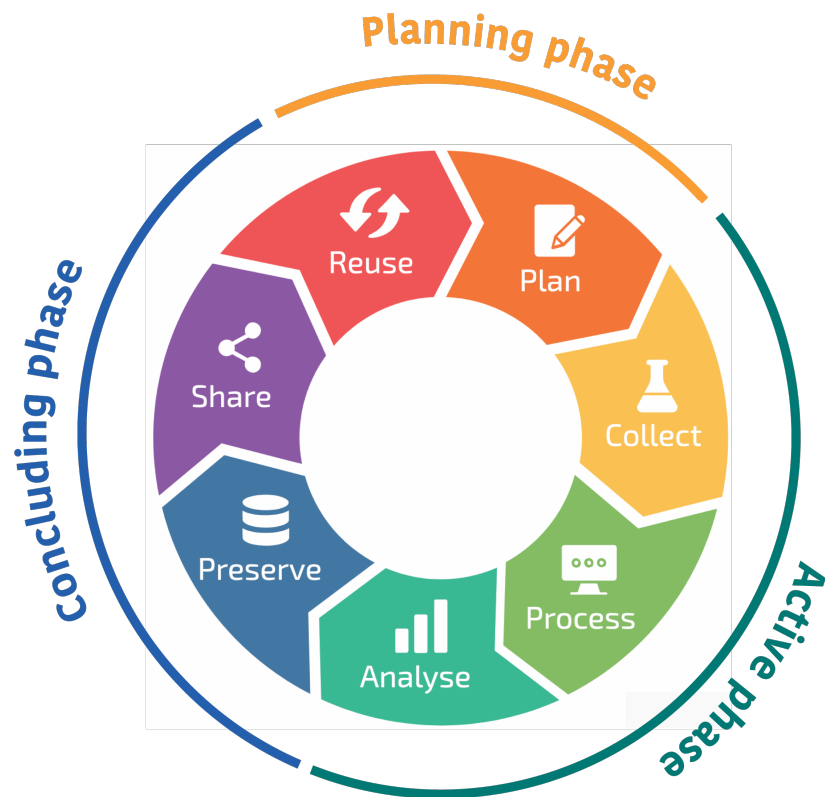 Planning phase
Reuse
Plan
Share
Collect
Preserve
Process
Analyse
Concluding phase
Active phase